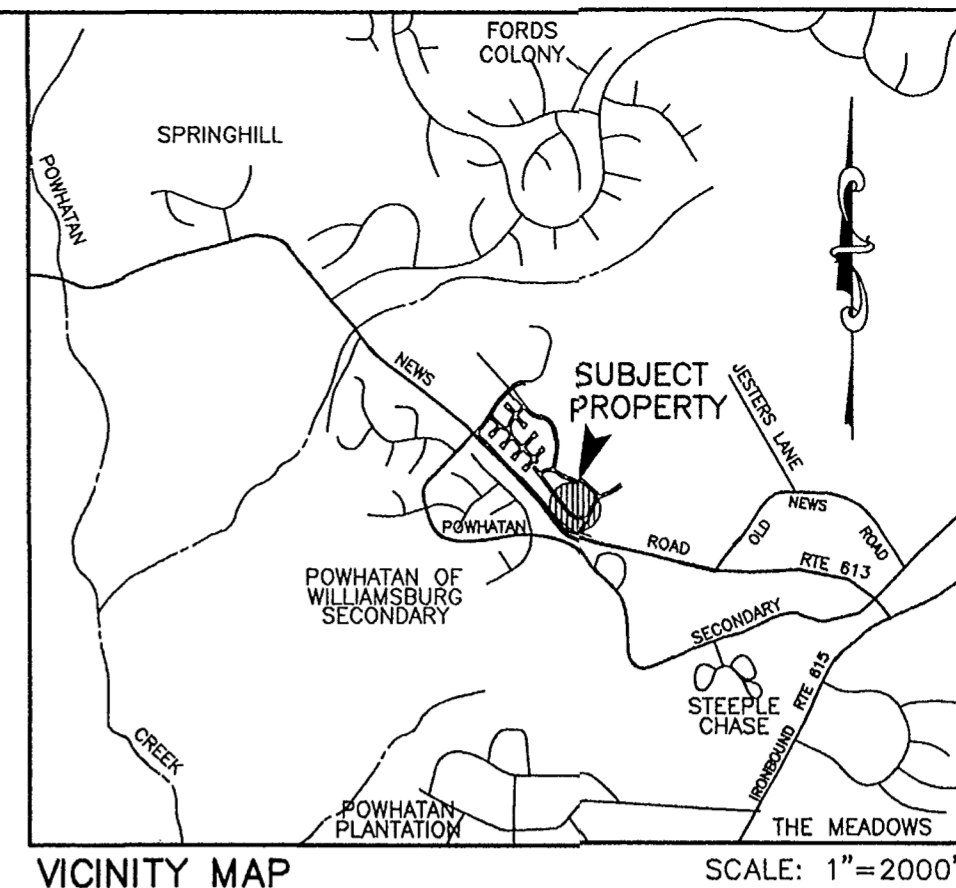 FORDS
COLONY
SPRINGHILL
POWHATAN
NEWS
SUBJECT
PROPERTY
JESTERS LANE
OLD
NEWS
ROAD
POWHATAN
ROAD
RTE 613
POWHATAN OF
WILLIAMSBURG
SECONDARY
SECONDARY
STEEPLE
CHASE
IRONBOUND RTE 615
CREEK
POWHATAN
PLANTATION
THE MEADOWS
VICINITY MAP
SCALE: 1"=2000'